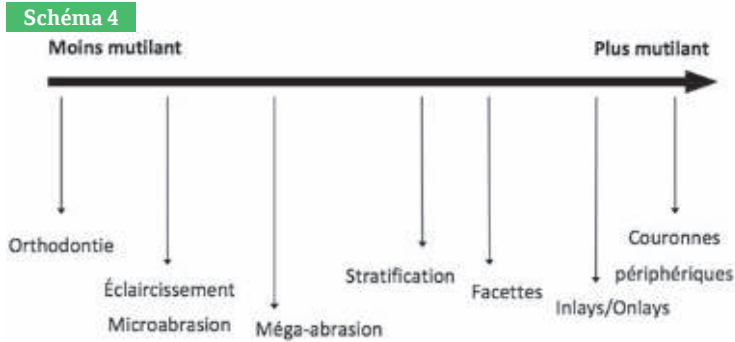 Schéma 4
Moins mutilant
Plus mutilant
Orthodontie
Éclaircissement
Microabrasion
Méga-abrasion
Stratification
Facettes
Inlays/Onlays
Couronnes
périphériques